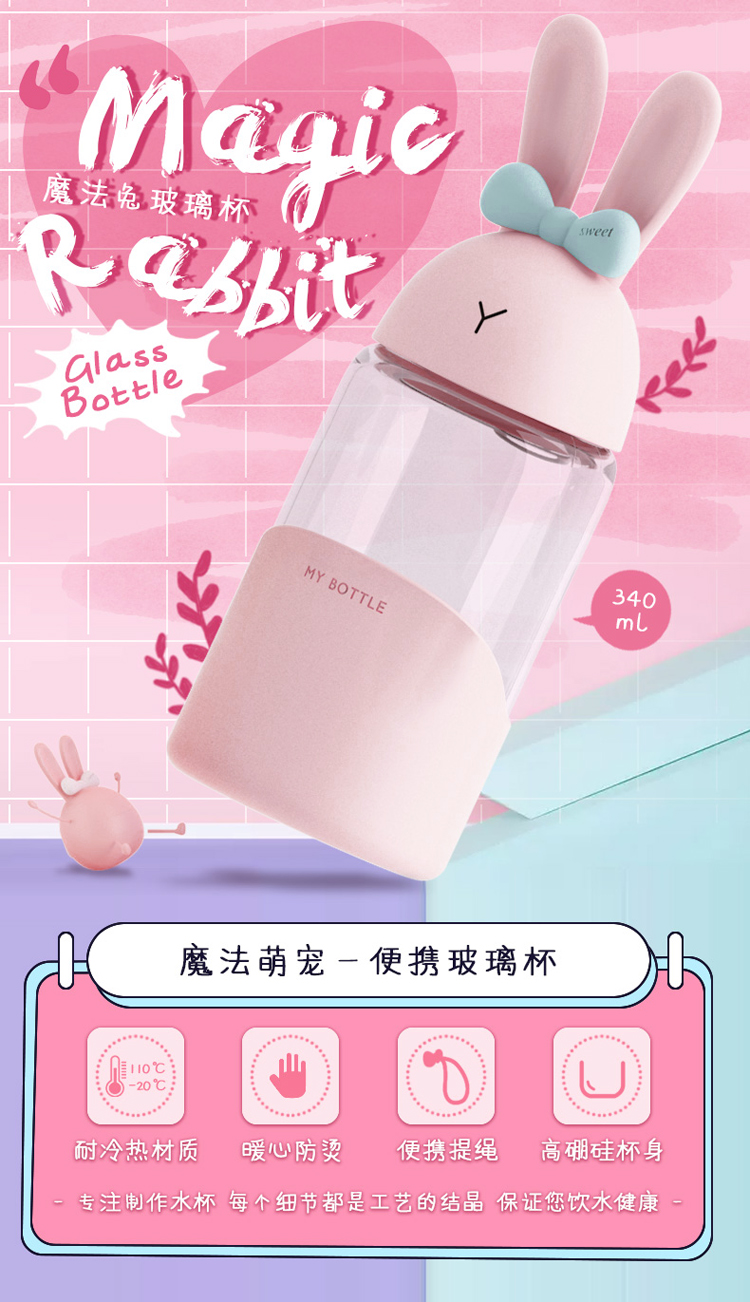 Magic
魔法兔玻璃杯
Rabbit
Glass
Bottle
sweet
MY BOTTLE
340
ml
魔法萌宠－便携玻璃杯
110℃
-20℃
耐冷热材质 暖心防烫 便携提绳 高硼硅杯身
- 专注制作水杯 每个细节都是工艺的结晶 保证您饮水健康 -